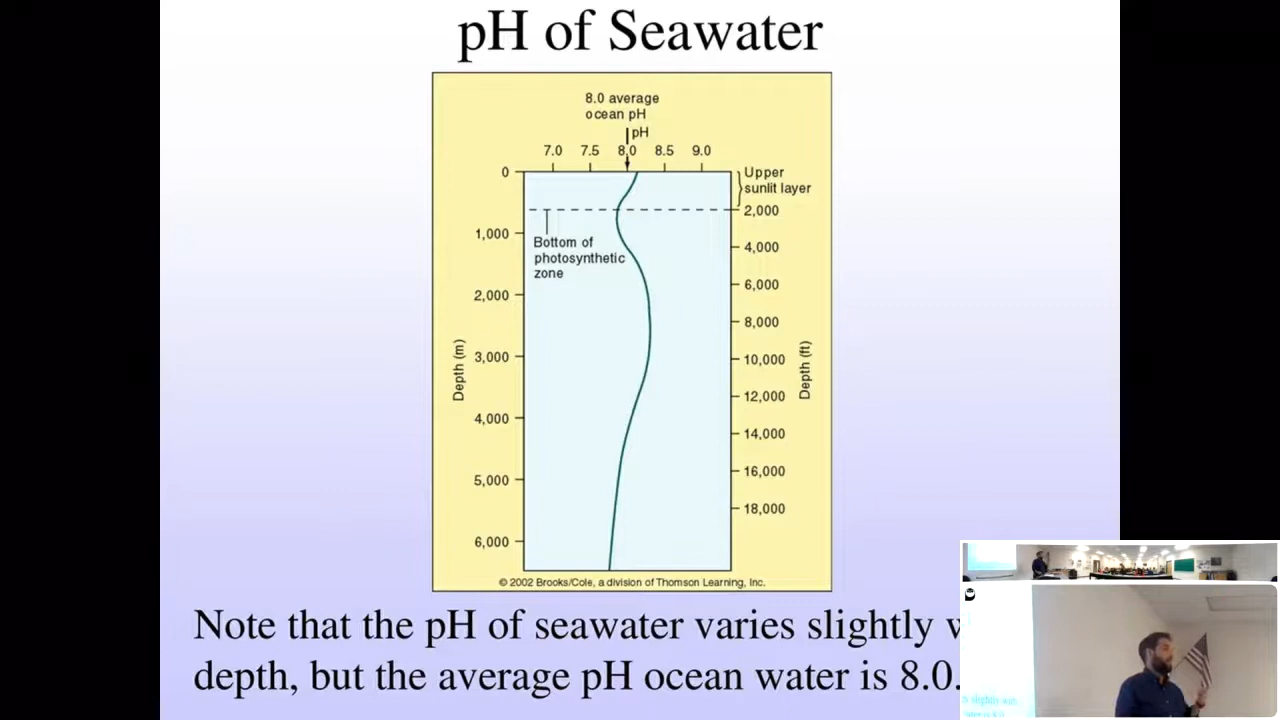 pH of Seawater
8.0 average
ocean pH
pH
7.0 7.5 8.0 8.5 9.0
0
Upper
sunlit layer
2,000
1,000
Bottom of
photosynthetic
zone
4,000
6,000
2,000
8,000
3,000
10,000
Depth (m)
Depth (ft)
12,000
4,000
14,000
16,000
5,000
18,000
6,000
© 2002 Brooks/Cole, a division of Thomson Learning, Inc.
Note that the pH of seawater varies slightly w
depth, but the average pH ocean water is 8.0.
slightly with